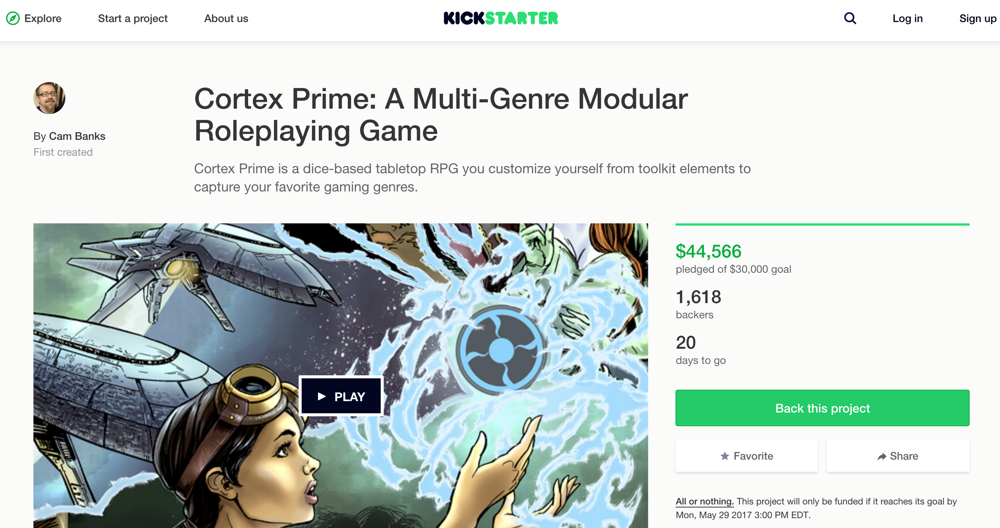 Explore
Start a project
About us
KICKSTARTER
Log in
Sign up
By Cam Banks
First created
Cortex Prime: A Multi-Genre Modular
Roleplaying Game
Cortex Prime is a dice-based tabletop RPG you customize yourself from toolkit elements to
capture your favorite gaming genres.
PLAY
$44,566
pledged of $30,000 goal
1,618
backers
20
days to go
Back this project
Favorite
Share
All or nothing. This project will only be funded if it reaches its goal by
Mon, May 29 2017 3:00 PM EDT.